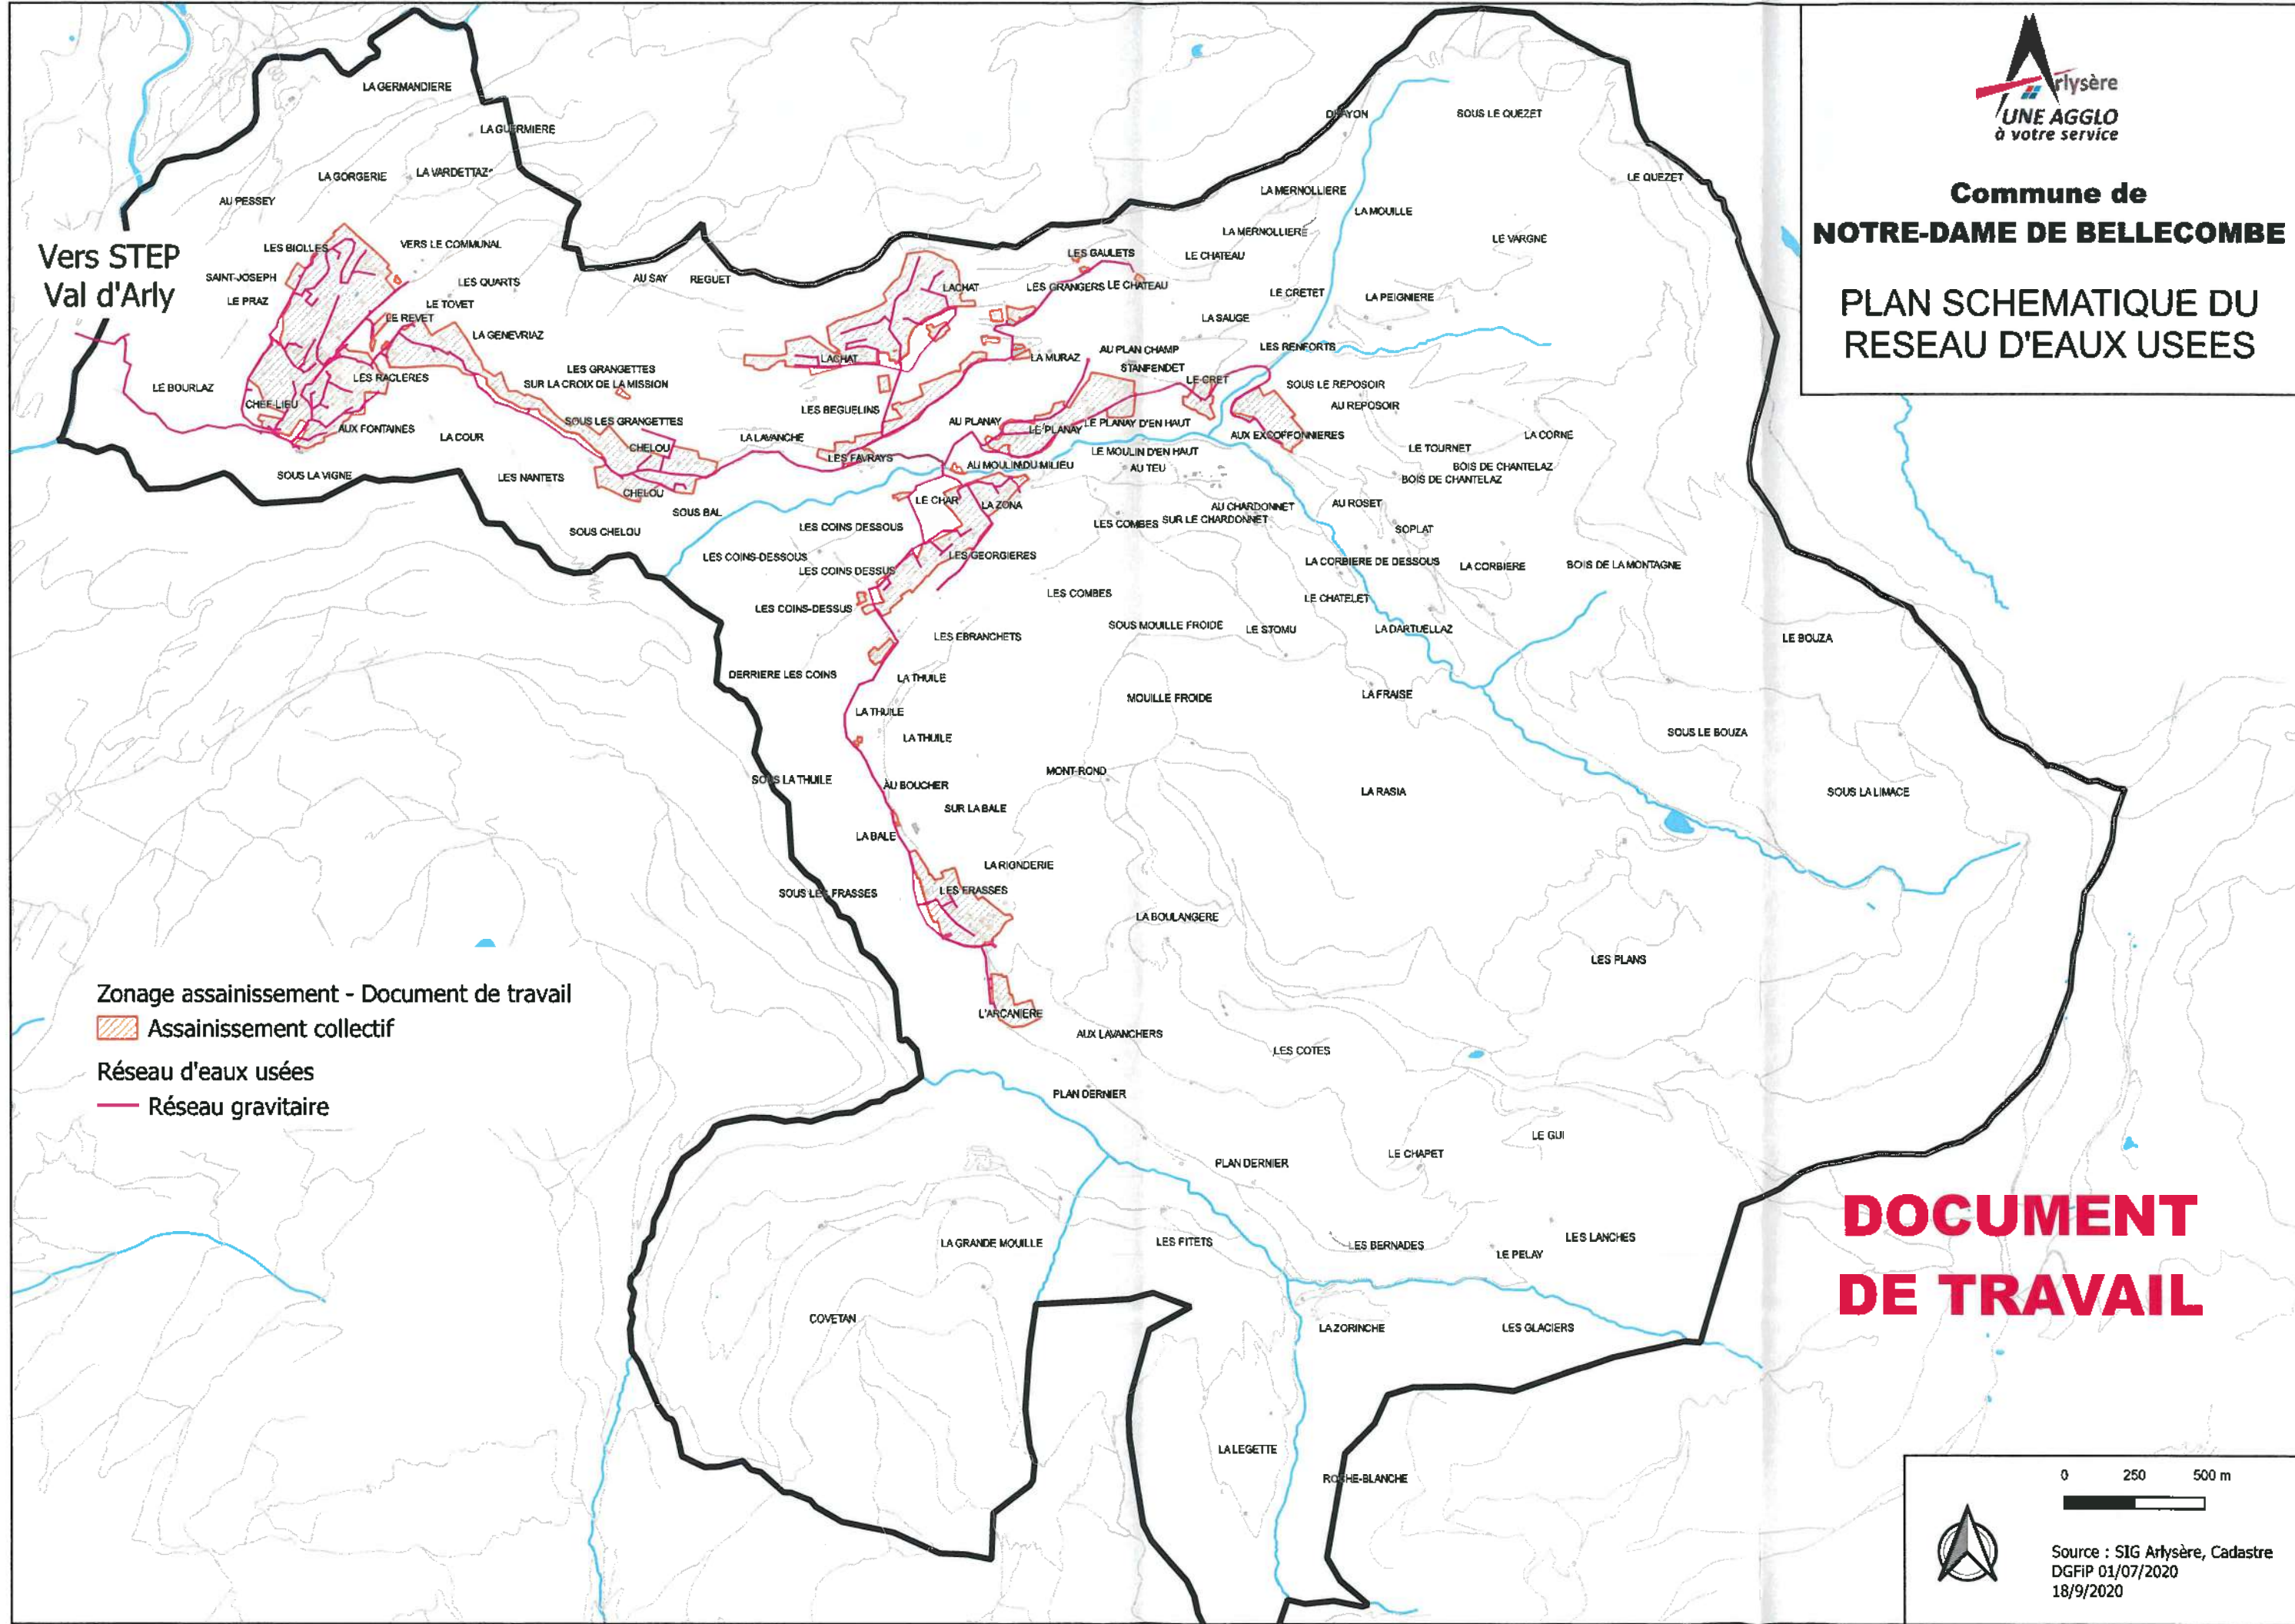 Arlysère
UNE AGGLO
à votre service
Commune de
NOTRE-DAME DE BELLECOMBE
PLAN SCHEMATIQUE DU
RESEAU D'EAUX USEES
Vers STEP
Val d'Arly
LA GERMANDIERE
LA GUERMIERE
LA GORGERIE
LA VARDETTAZ
AU PESSEY
LES BIOLLES
VERS LE COMMUNAL
SAINT-JOSEPH
LES QUARTS
LE PRAZ
LE TOVET
LE REVET
LA GENEVRIAZ
AU SAY
REGUET
LE BOURLAZ
LES RACLERES
CHEF-LIEU
AUX FONTAINES
LA COUR
LES GRANGETTES
SUR LA CROIX DE LA MISSION
SOUS LES GRANGETTES
CHELOU
CHELOU
SOUS LA VIGNE
LES NANTETS
SOUS CHELOU
SOUS BAL
LA LAVANCHE
LACHAT
LACHAT
LES BEGUELINS
LES FAVRAYS
LES GAULETS
LES GRANGERS
LE CHATEAU
LE CHATEAU
LA MURAZ
AU PLAN CHAMP
STANFENDET
LE CRET
AU PLANAY
LE PLANAY
LE PLANAY D'EN HAUT
AU MOULIN DU MILIEU
LE MOULIN D'EN HAUT
AU TEU
DRAYON
SOUS LE QUEZET
LE QUEZET
LA MERNOLLIERE
LA MERNOLLIERE
LA MOUILLE
LE VARGNE
LE CRETET
LA PEIGNIERE
LA SAUGE
LES RENFORTS
SOUS LE REPOSOIR
AU REPOSOIR
AUX EXCOFFONNIERES
LE TOURNET
LA CORNE
BOIS DE CHANTELAZ
BOIS DE CHANTELAZ
AU CHARDONNET
SUR LE CHARDONNET
AU ROSET
SOPLAT
LES COMBES
LE CHAR
LA ZONA
LES COINS DESSOUS
LES COINS-DESSOUS
LES COINS DESSUS
LES COINS-DESSUS
LES GEORGIERES
LES COMBES
LA CORBIERE DE DESSOUS
LA CORBIERE
BOIS DE LA MONTAGNE
LE CHATELET
LES EBRANCHETS
SOUS MOUILLE FROIDE
LE STOMU
LA DARTUELLAZ
LE BOUZA
DERRIERE LES COINS
LA THUILE
LA THUILE
LA THUILE
MOUILLE FROIDE
LA FRAISE
SOUS LE BOUZA
SOUS LA THUILE
AU BOUCHER
MONT-ROND
LA RASIA
SOUS LA LIMACE
SUR LA BALE
LA BALE
LA RIONDERIE
SOUS LES FRASSES
LES FRASSES
LA BOULANGERE
LES PLANS
L'ARCANIERE
AUX LAVANCHERS
LES COTES
PLAN DERNIER
PLAN DERNIER
LE CHAPET
LE GUI
LA GRANDE MOUILLE
LES FITETS
LES BERNADES
LE PELAY
LES LANCHES
COVETAN
LA ZORINCHE
LES GLACIERS
LA LEGETTE
ROCHE-BLANCHE
Zonage assainissement - Document de travail
Assainissement collectif
Réseau d'eaux usées
Réseau gravitaire
DOCUMENT
DE TRAVAIL
0 250 500 m
Source : SIG Arlysère, Cadastre
DGFiP 01/07/2020
18/9/2020